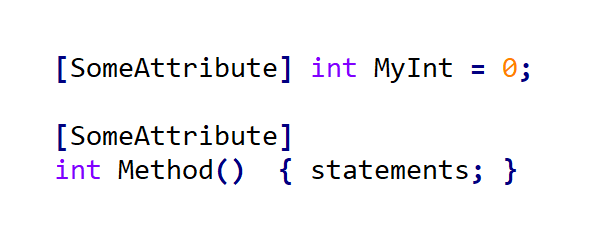 [SomeAttribute] int MyInt = 0;
[SomeAttribute]
int Method()  { statements; }